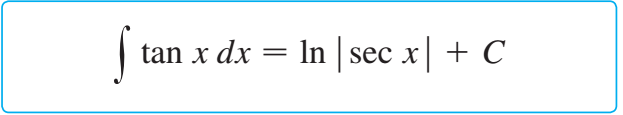 ∫ tan x dx = ln |sec x| + C